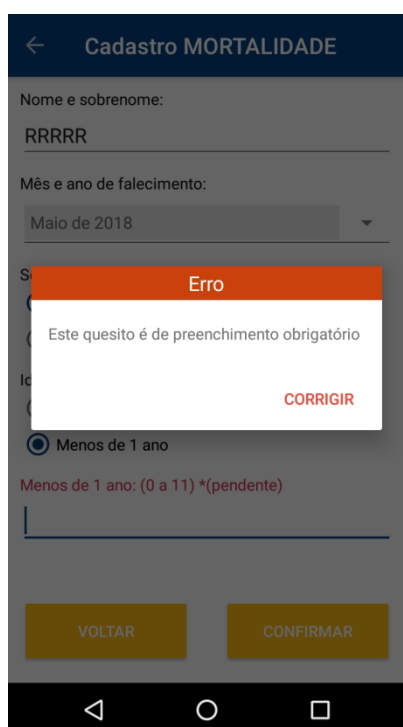 Cadastro MORTALIDADE
Nome e sobrenome:
RRRRR
Mês e ano de falecimento:
Maio de 2018
Erro
Este quesito é de preenchimento obrigatório
CORRIGIR
Menos de 1 ano
Menos de 1 ano: (0 a 11) *(pendente)
VOLTAR
CONFIRMAR